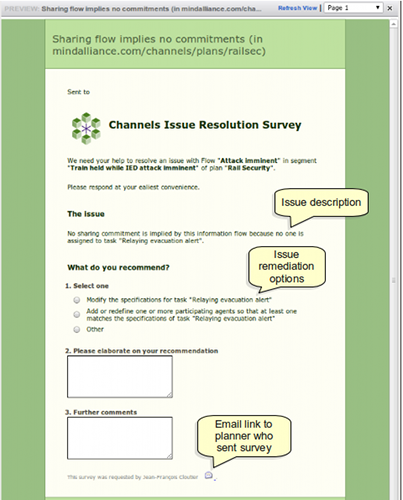 PREVIEW: Sharing flow implies no commitments (in mindalliance.com/cha...
Refresh View | Page 1
Sharing flow implies no commitments (in
mindalliance.com/channels/plans/railsec)
Sent to
Channels Issue Resolution Survey
We need your help to resolve an issue with Flow "Attack imminent" in segment
"Train held while IED attack imminent" of plan "Rail Security".
Please respond at your eailest convenience.
Issue description
The Issue
No sharing commitment is implied by this information flow because no one is
assigned to task "Relaying evacuation alert".
Issue
remediation
options
What do you recommend?
1. Select one
Modify the specifications for task "Relaying evacuation alert"
Add or redefine one or more participating agents so that at least one
matches the specifications of task "Relaying evacuation alert"
Other
2. Please elaborate on your recommendation
3. Further comments
Email link to
planner who
sent survey
This survey was requested by Jean-François Cloutier